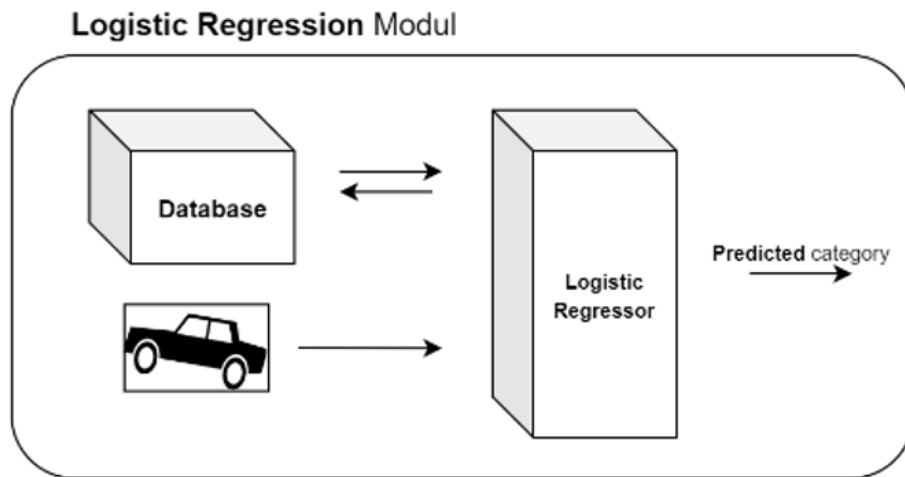 Logistic Regression Modul
Database
Logistic
Regressor
Predicted category